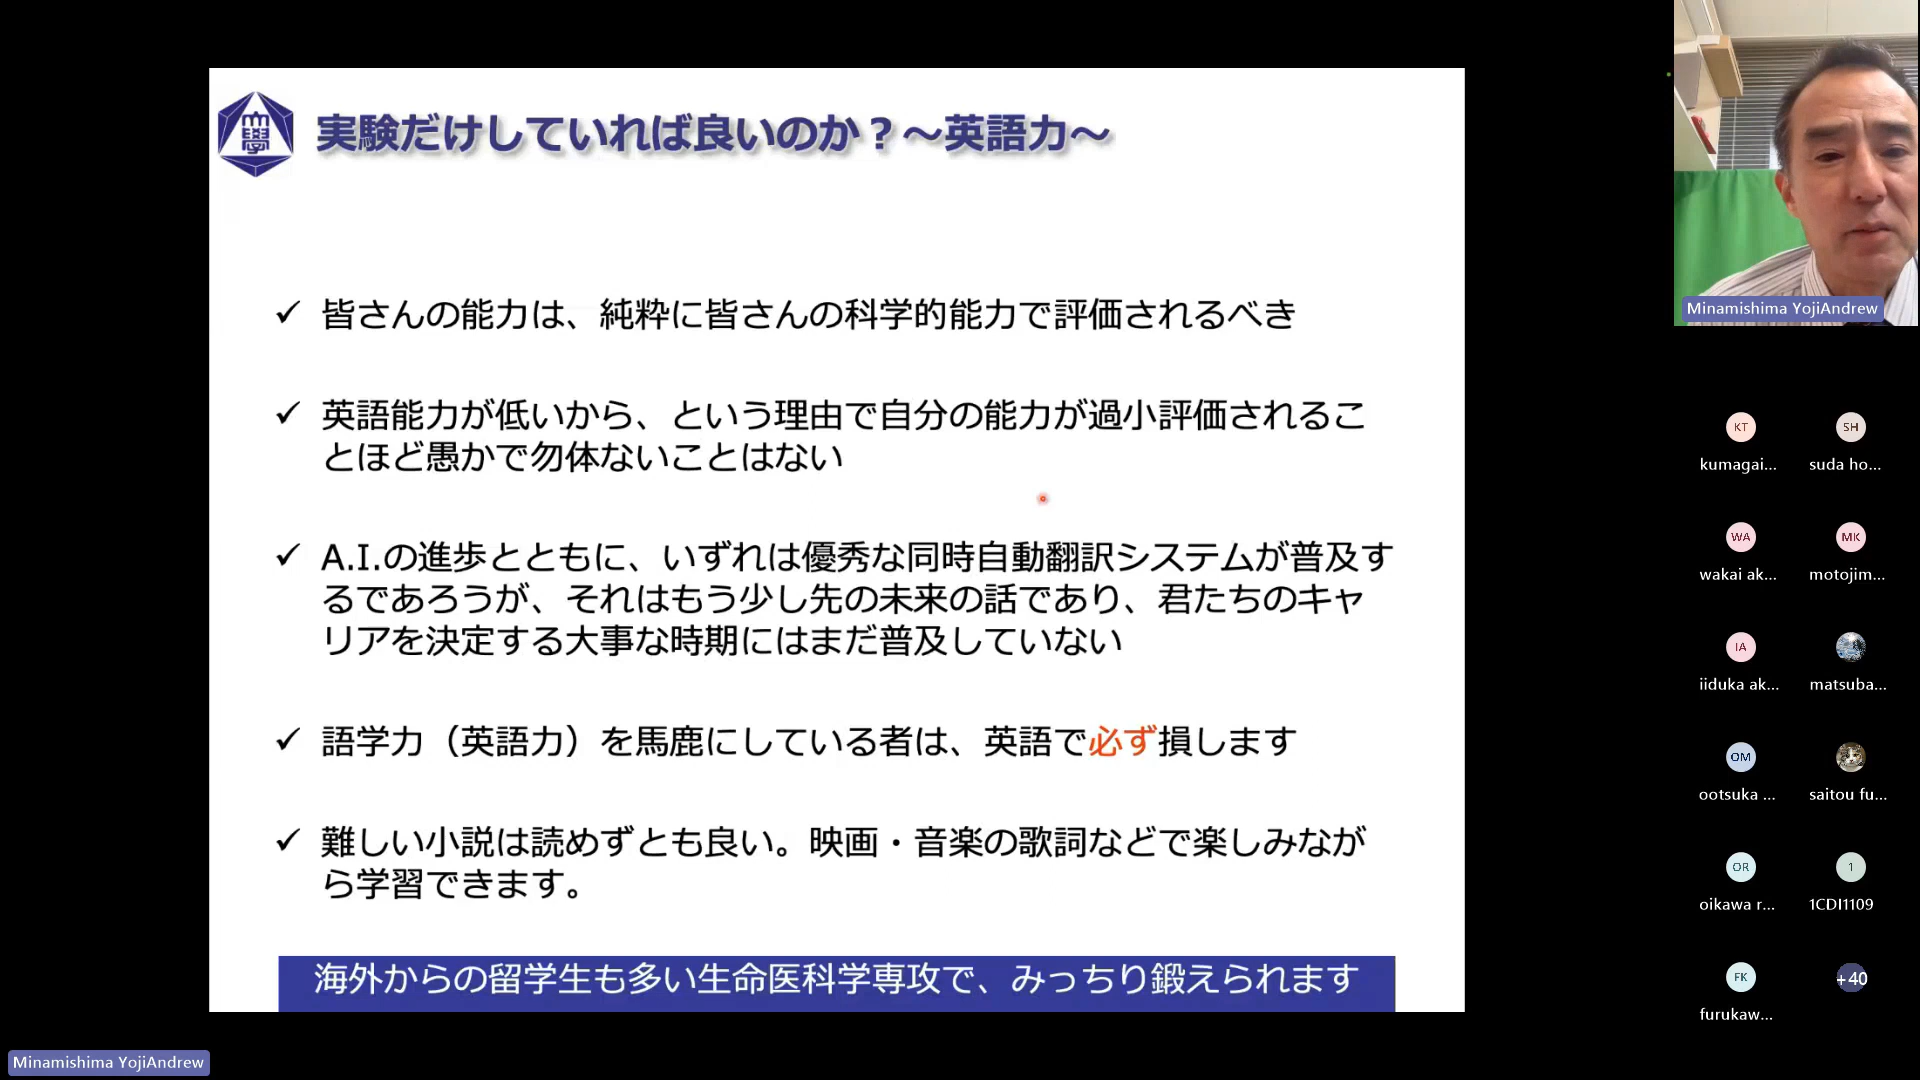 大學
実験だけしていれば良いのか？～英語力～
✓ 皆さんの能力は、純粋に皆さんの科学的能力で評価されるべき
✓ 英語能力が低いから、という理由で自分の能力が過小評価されるこ
とほど愚かで勿体ないことはない
✓ A.I.の進歩とともに、いずれは優秀な同時自動翻訳システムが普及す
るであろうが、それはもう少し先の未来の話であり、君たちのキャ
リアを決定する大事な時期にはまだ普及していない
✓ 語学力（英語力）を馬鹿にしている者は、英語で必ず損します
✓ 難しい小説は読めずとも良い。映画・音楽の歌詞などで楽しみなが
ら学習できます。
海外からの留学生も多い生命医科学専攻で、みっちり鍛えられます
Minamishima YojiAndrew
KT
kumagai...
SH
suda ho...
WA
wakai ak...
MK
motojim...
IA
iiduka ak...
matsuba...
OM
ootsuka ...
saitou fu...
OR
oikawa r...
1
1CDI1109
FK
furukaw...
+40
Minamishima YojiAndrew